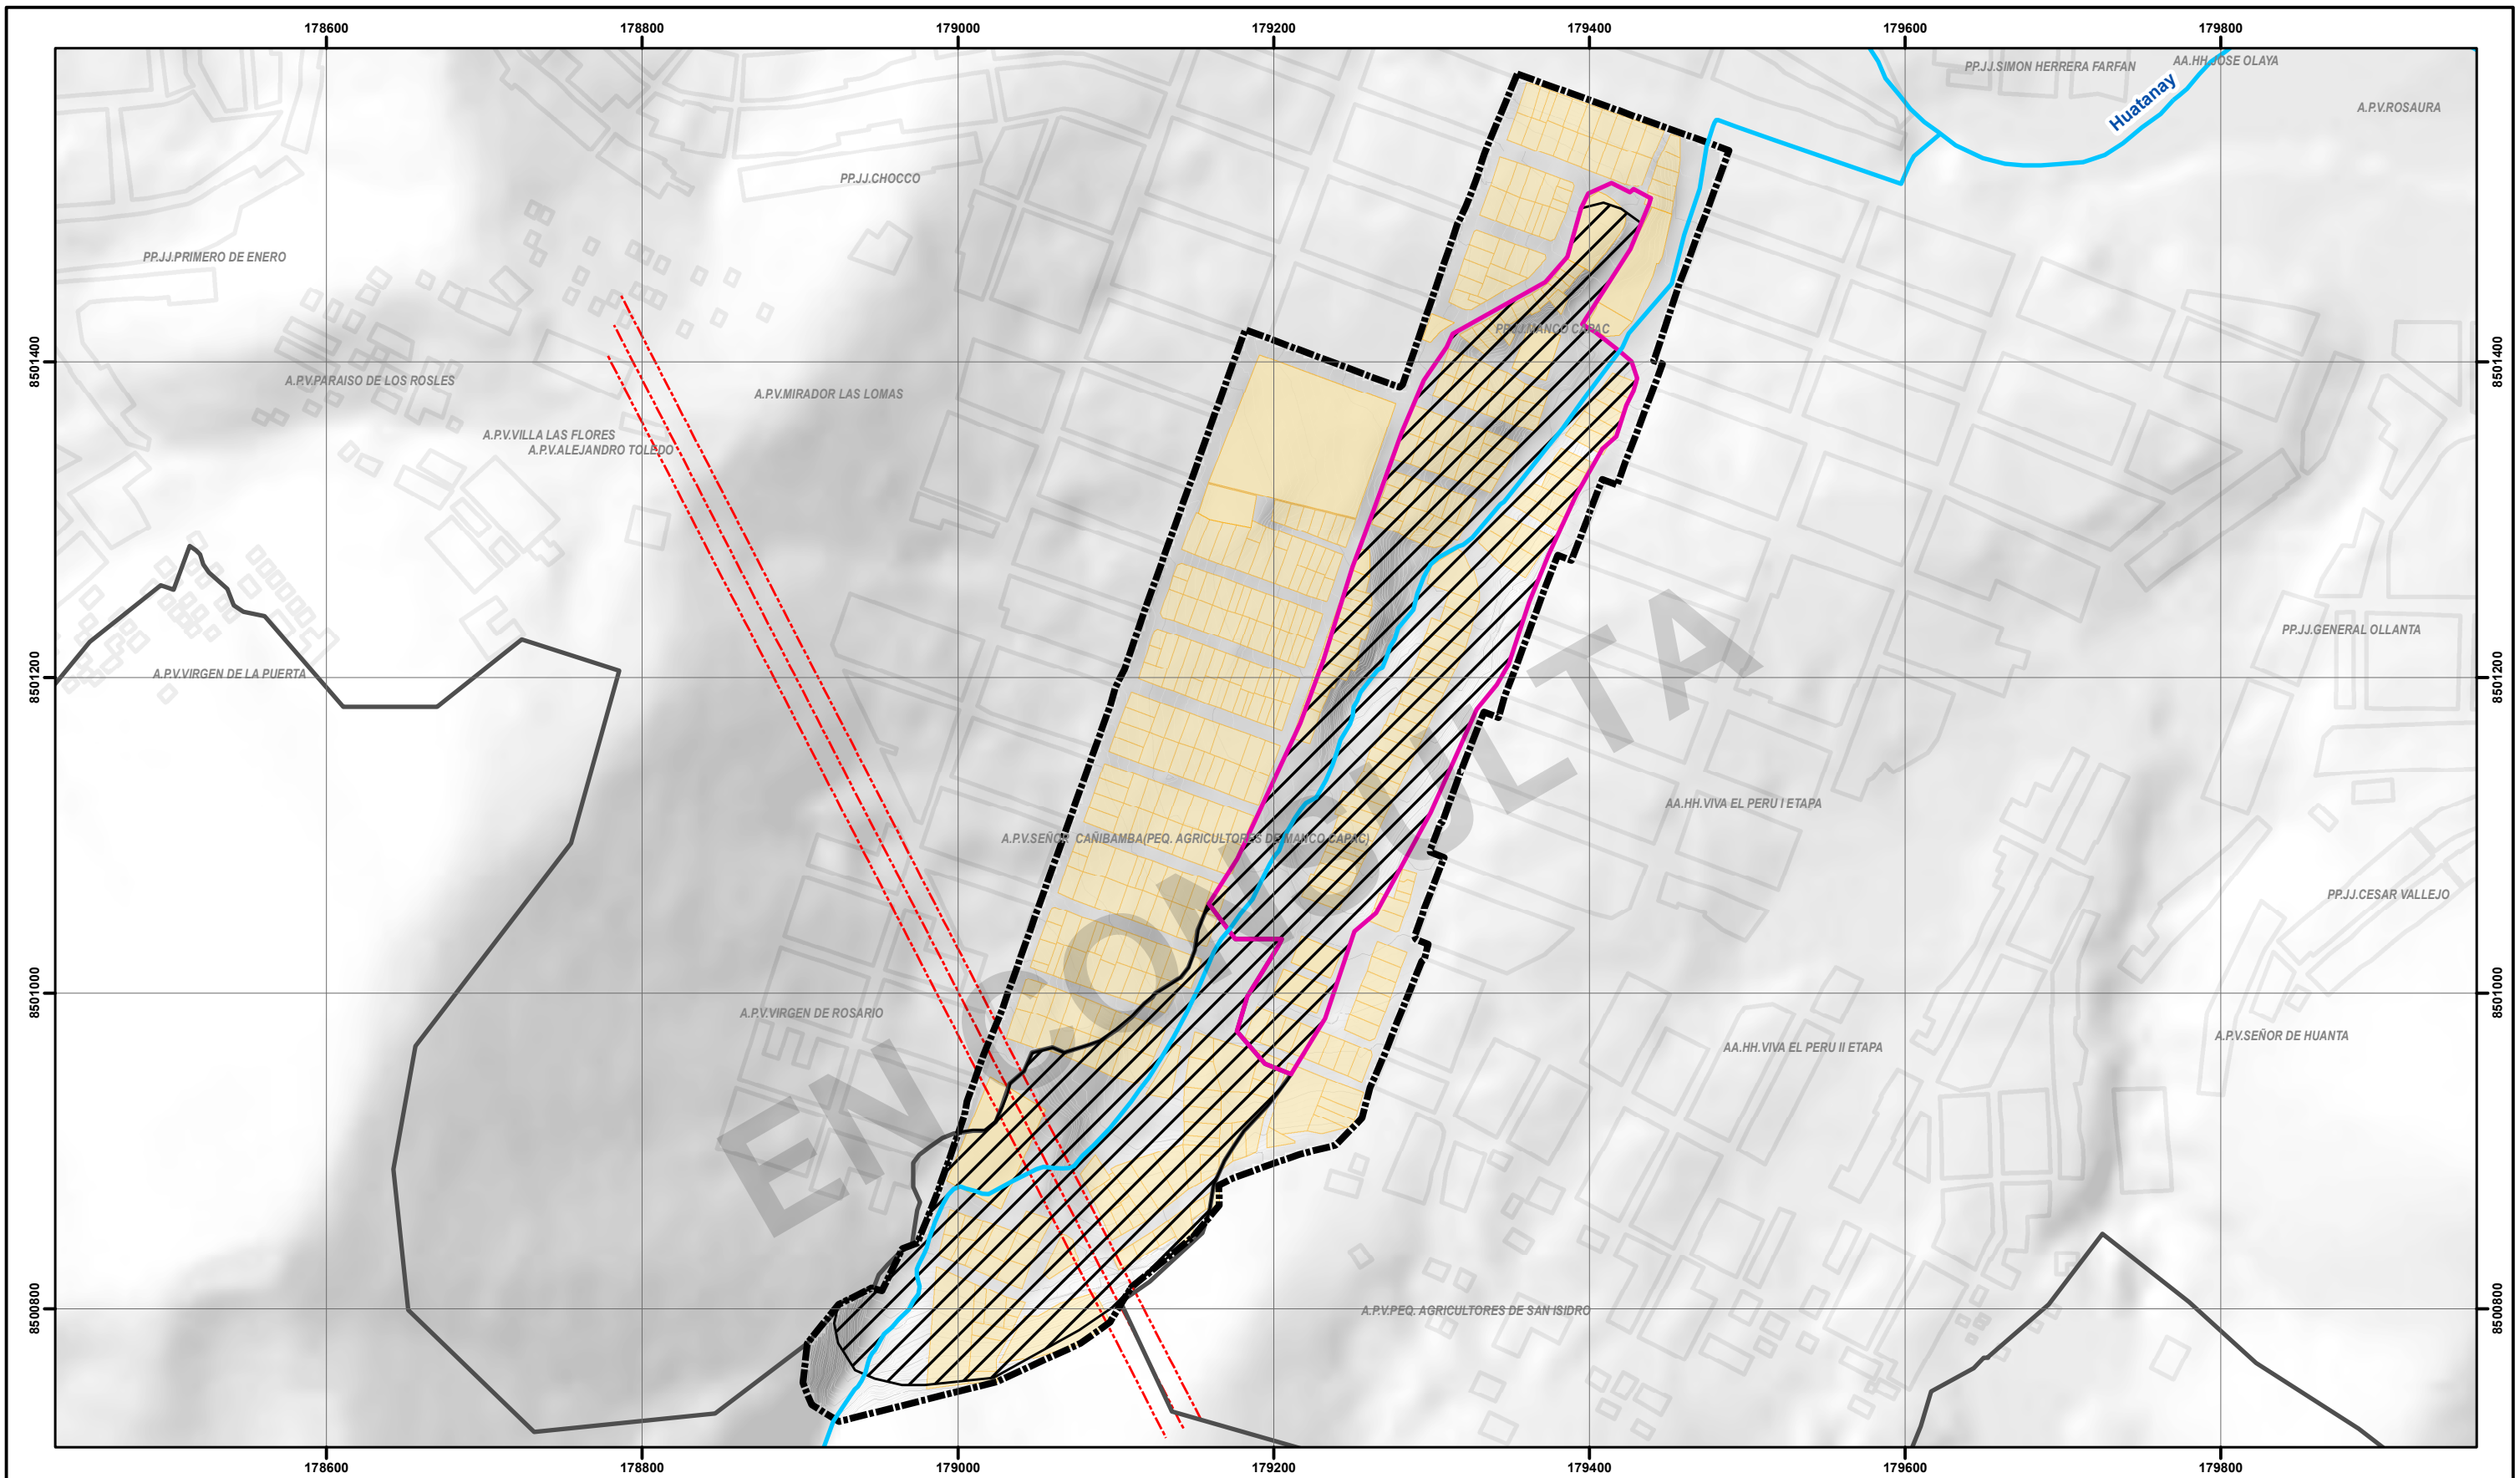 178600 178800 179000 179200 179400 179600 179800
PP.JJ.SIMON HERRERA FARFAN
AA.HH.JOSE OLAYA
Huatanay
A.P.V.ROSAURA
PP.JJ.CHOCCO
PP.JJ.PRIMERO DE ENERO
PP.JJ.MANCO CAPAC
8501400
8501400
A.P.V.PARAISO DE LOS ROSLES
A.P.V.MIRADOR LAS LOMAS
A.P.V.VILLA LAS FLORES
A.P.V.ALEJANDRO TOLEDO
PP.JJ.GENERAL OLLANTA
A.P.V.VIRGEN DE LA PUERTA
8501200
8501200
AA.HH.VIVA EL PERU I ETAPA
A.P.V.SEÑOR CAÑIBAMBA(PEQ. AGRICULTORES DE MANCO CAPAC)
PP.JJ.CESAR VALLEJO
EN CONSULTA
8501000
8501000
A.P.V.VIRGEN DE ROSARIO
A.P.V.SEÑOR DE HUANTA
AA.HH.VIVA EL PERU II ETAPA
8500800
8500800
A.P.V.PEQ. AGRICULTORES DE SAN ISIDRO
178600 178800 179000 179200 179400 179600 179800